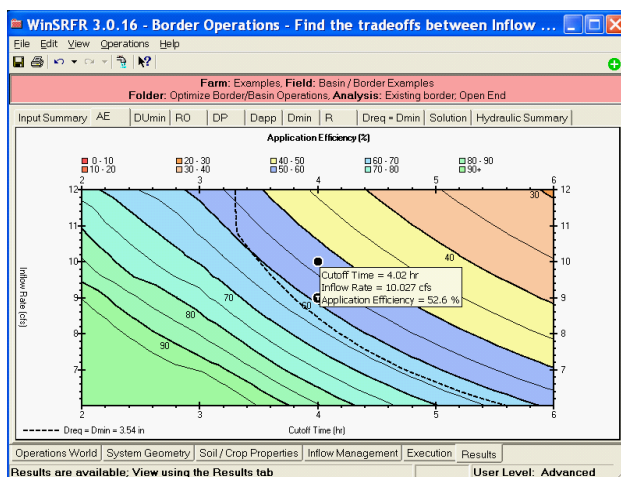 WinSRFR 3.0.16 - Border Operations - Find the tradeoffs between Inflow ...
File Edit View Operations Help
Farm: Examples, Field: Basin / Border Examples
Folder: Optimize Border/Basin Operations, Analysis: Existing border; Open End
Input Summary AE DUmin RO DP Dapp Dmin R Dreq = Dmin Solution Hydraulic Summary
Application Efficiency (%)
0 - 10 20 - 30 40 - 50 60 - 70 80 - 90
10 - 20 30 - 40 50 - 60 70 - 80 90+
2 3 4 5 6
12 30 12
11 11
40
10 10
Cutoff Time = 4.02 hr
Inflow Rate = 10.027 cfs
Application Efficiency = 52.6 %
Inflow Rate (cfs)
9 70 60 9
80
8 8
90
7 7
2 3 4 5 6
Dreq = Dmin = 3.54 in Cutoff Time (hr)
Operations World System Geometry Soil / Crop Properties Inflow Management Execution Results
Results are available; View using the Results tab User Level: Advanced